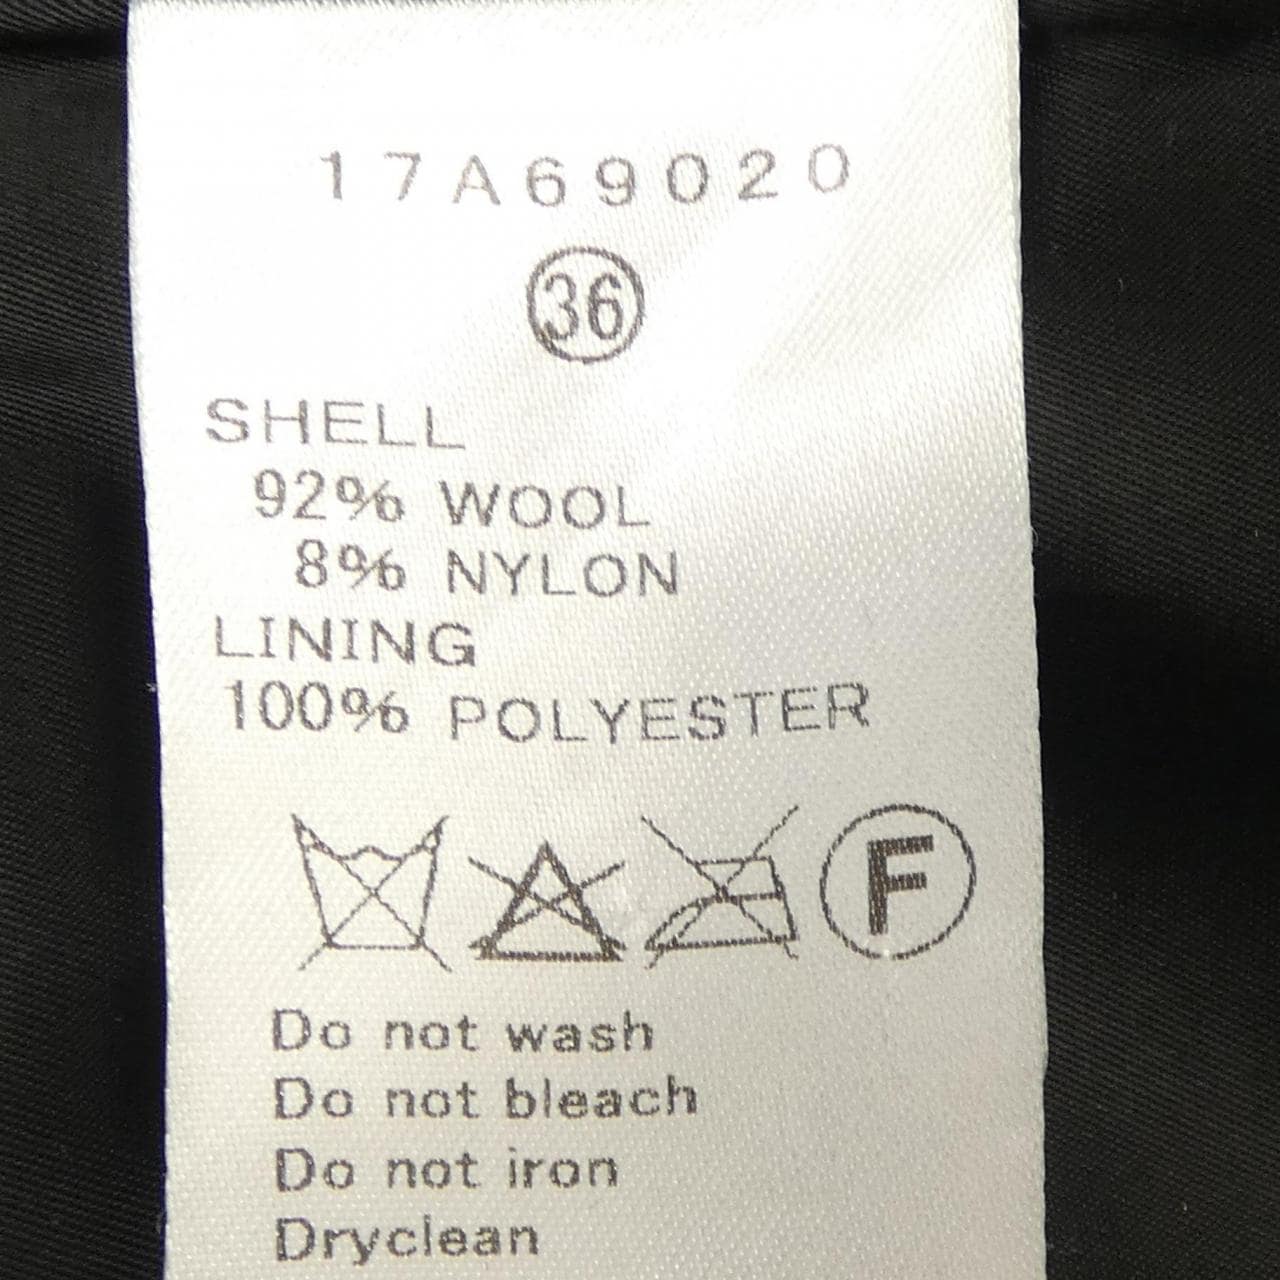 17A69020
36
SHELL
92% WOOL
8% NYLON
LINING
100% POLYESTER
F
Do not wash
Do not bleach
Do not iron
Dryclean